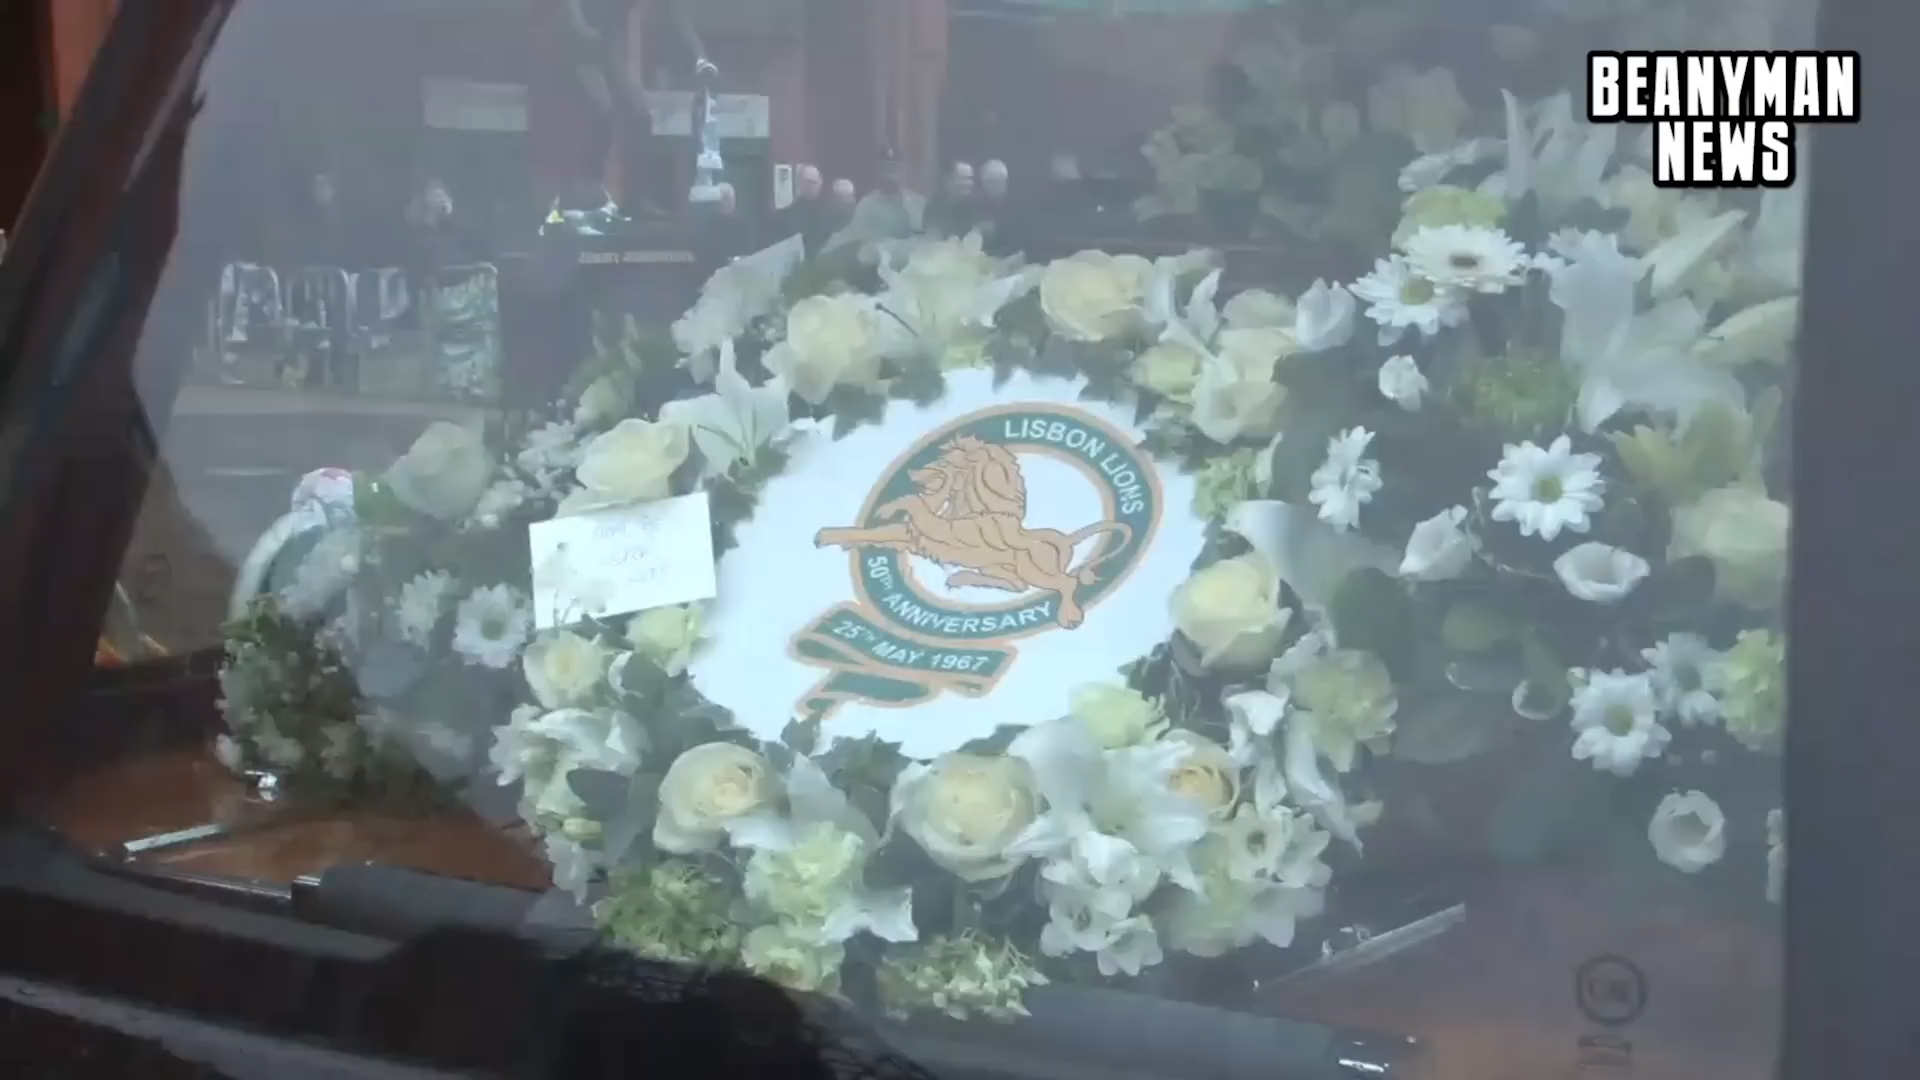 BEANYMAN
NEWS
LISBON LIONS
50TH ANNIVERSARY
25TH MAY 1967